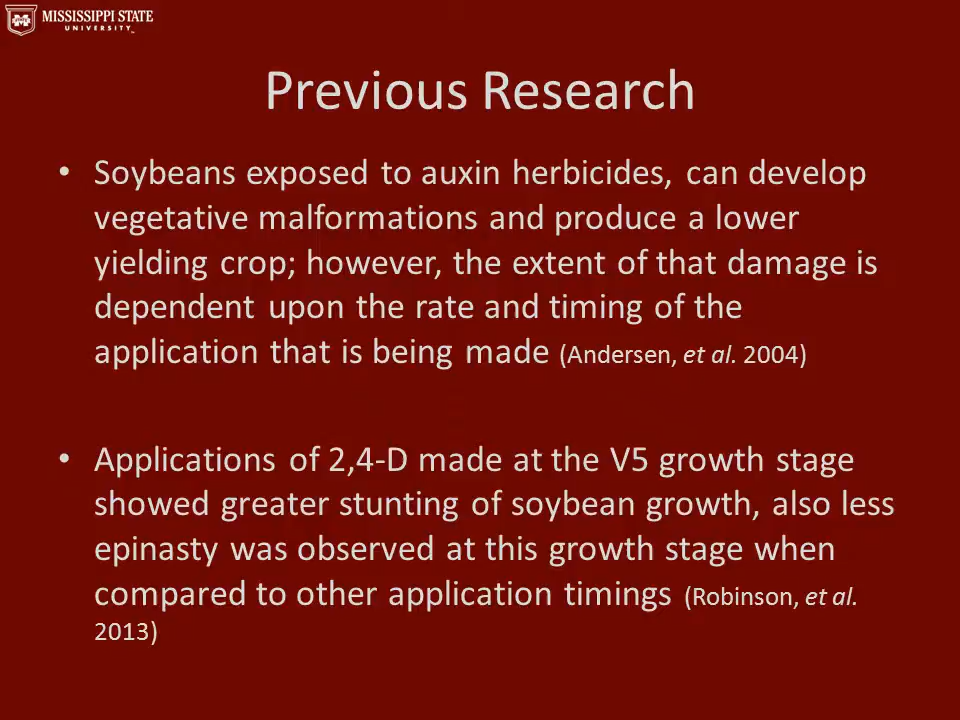 MISSISSIPPI STATE
UNIVERSITY™
Previous Research
• Soybeans exposed to auxin herbicides, can develop
vegetative malformations and produce a lower
yielding crop; however, the extent of that damage is
dependent upon the rate and timing of the
application that is being made (Andersen, et al. 2004)
• Applications of 2,4-D made at the V5 growth stage
showed greater stunting of soybean growth, also less
epinasty was observed at this growth stage when
compared to other application timings (Robinson, et al.
2013)